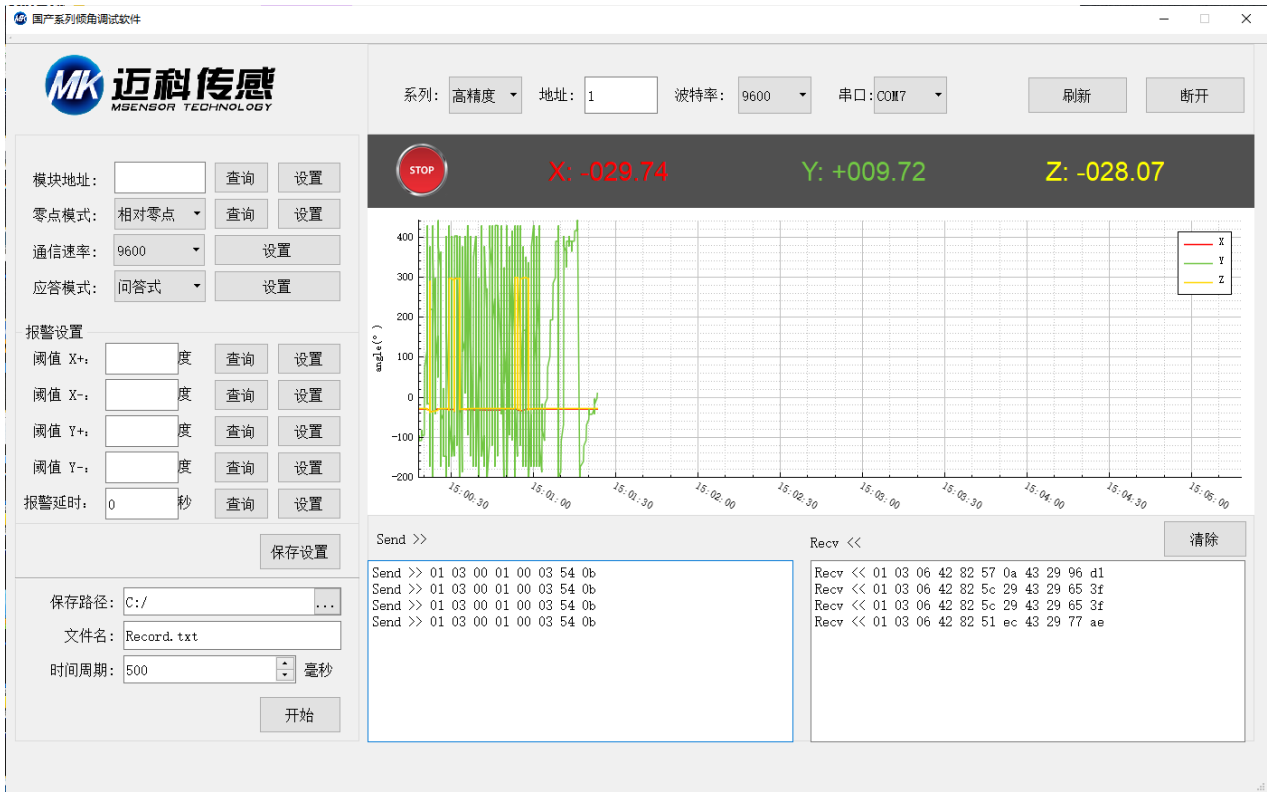 国产系列倾角调试软件
MK 迈科传感
MSENSOR TECHNOLOGY
系列: 高精度 地址: 1 波特率: 9600 串口: COM7 刷新 断开
STOP X: -029.74 Y: +009.72 Z: -028.07
模块地址: 查询 设置
零点模式: 相对零点 查询 设置
通信速率: 9600 设置
应答模式: 问答式 设置
报警设置
阈值 X+: 度 查询 设置
阈值 X-: 度 查询 设置
阈值 Y+: 度 查询 设置
阈值 Y-: 度 查询 设置
报警延时: 0 秒 查询 设置
保存设置
保存路径: C:/ ...
文件名: Record.txt
时间周期: 500 毫秒
开始
angle(°)
400
300
200
100
0
-100
-200
15:00:30 15:01:00 15:01:30 15:02:00 15:02:30 15:03:00 15:03:30 15:04:00 15:04:30 15:05:00
X
Y
Z
Send >>
Send >> 01 03 00 01 00 03 54 0b
Send >> 01 03 00 01 00 03 54 0b
Send >> 01 03 00 01 00 03 54 0b
Send >> 01 03 00 01 00 03 54 0b
Recv << 清除
Recv << 01 03 06 42 82 57 0a 43 29 96 d1
Recv << 01 03 06 42 82 5c 29 43 29 65 3f
Recv << 01 03 06 42 82 5c 29 43 29 65 3f
Recv << 01 03 06 42 82 51 ec 43 29 77 ae